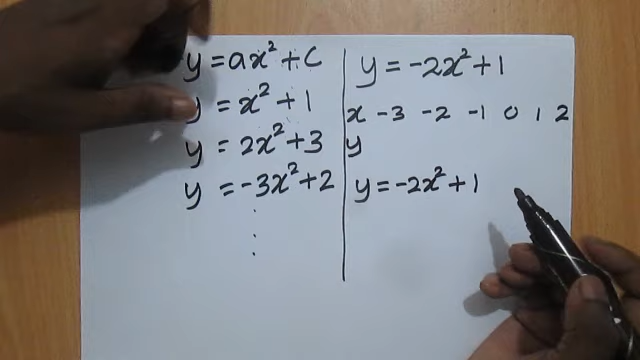 y = ax² + c
y = x² + 1
y = 2x² + 3
y = -3x² + 2
y = -2x² + 1
x -3 -2 -1 0 1 2
y
y = -2x² + 1